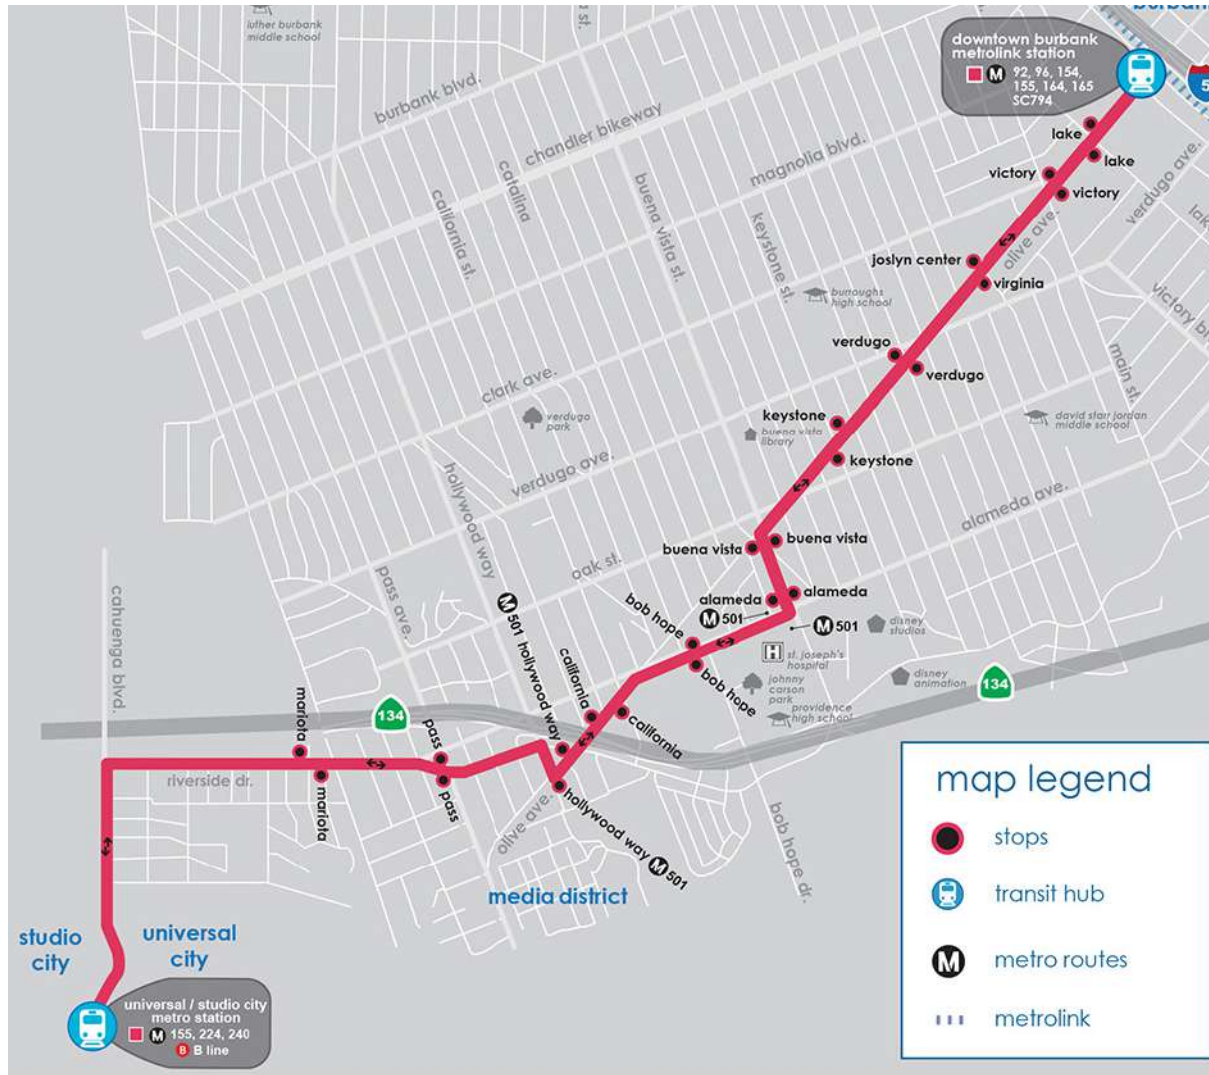 luther burbank
middle school
st.
burbank blvd.
chandler bikeway
catalina
california st.
magnolia blvd.
buena vista st.
keystone st.
downtown burbank
metrolink station
M 92, 96, 154,
155, 164, 165
SC794
5
lake
lake
victory
victory
verdugo ave.
olive ave.
joslyn center
virginia
burroughs
high school
verdugo
verdugo
main st.
clark ave.
verdugo
park
keystone
buena vista
library
keystone
david starr jordan
middle school
hollywood way
verdugo ave.
alameda ave.
buena vista
buena vista
oak st.
cahuenga blvd.
pass ave.
alameda
alameda
M 501
M 501
disney
studios
M 501 hollywood way
bob hope
bob hope
H
st. joseph's
hospital
johnny
carson
park
providence
high school
disney
animation
134
134
california
california
mariota
mariota
pass
pass
riverside dr.
olive ave.
hollywood way M 501
bob hope dr.
media district
studio
city
universal
city
universal / studio city
metro station
M 155, 224, 240
B B line
map legend
stops
transit hub
M metro routes
metrolink